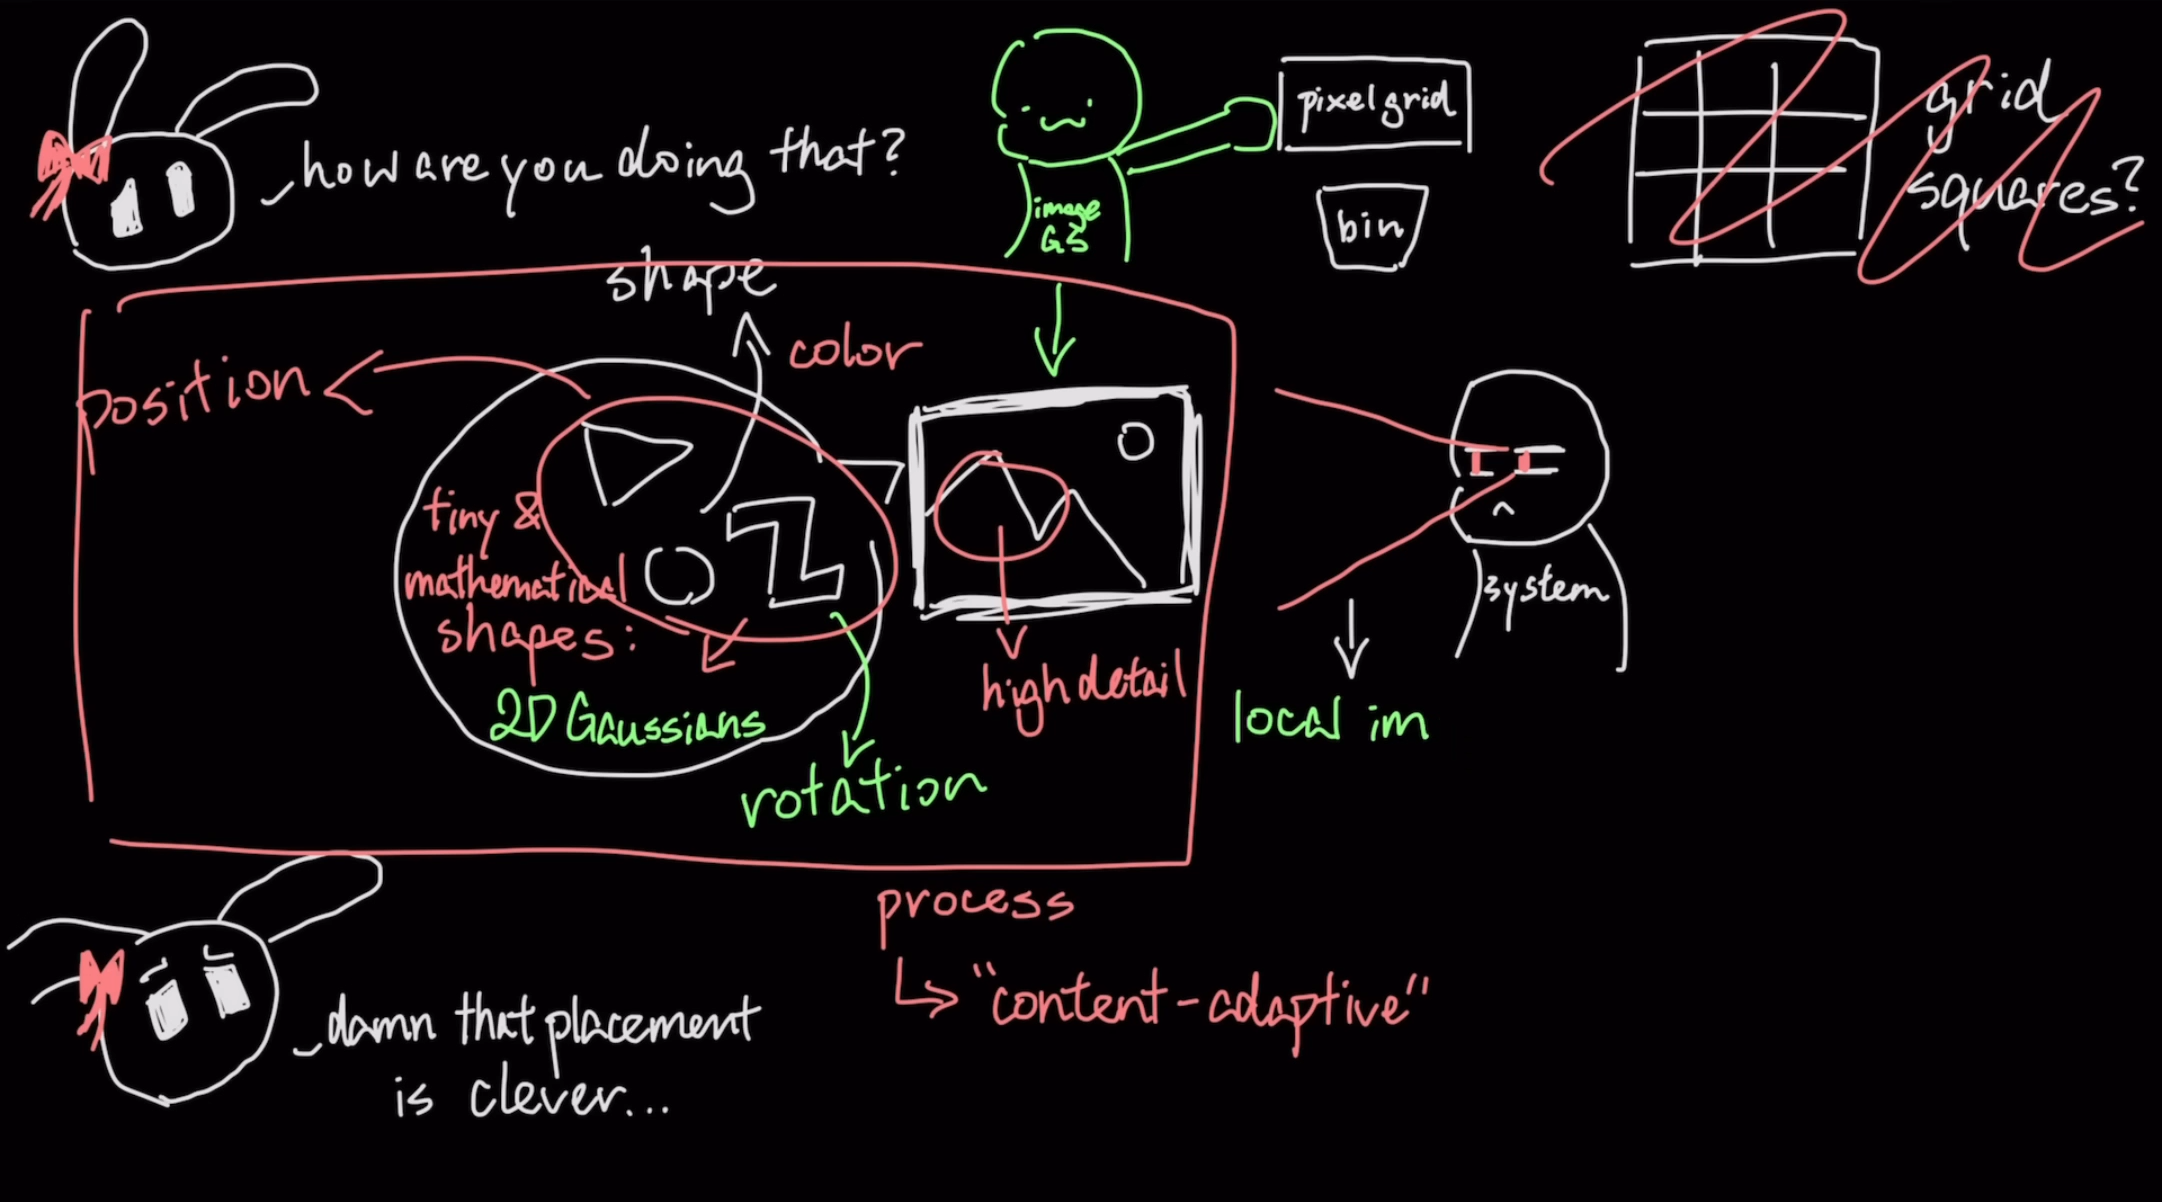 how are you doing that?
image
GS
pixel grid
bin
grid
squares?
shape
color
position
tiny &
mathematical
shapes:
2D Gaussians
rotation
high detail
system
local im
process
"content-adaptive"
damn that placement
is clever...